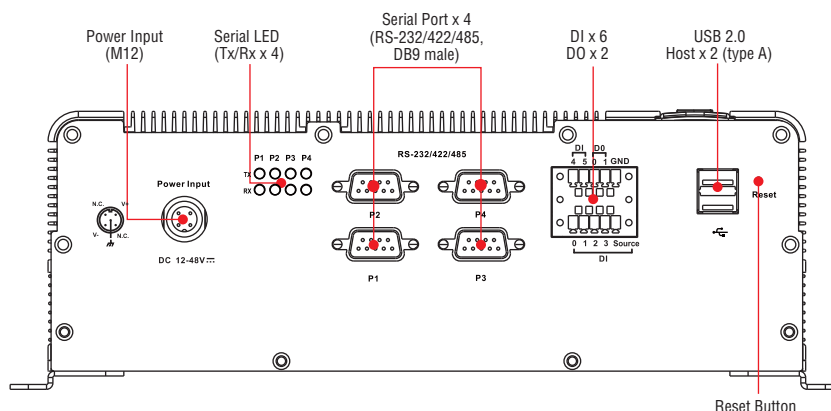 Power Input
(M12)
Serial LED
(Tx/Rx x 4)
Serial Port x 4
(RS-232/422/485,
DB9 male)
DI x 6
DO x 2
USB 2.0
Host x 2 (type A)
P1 P2 P3 P4
TX
RX
RS-232/422/485
DI D0
4 5 0 1 GND
Power Input
N.C. V+
V- N.C.
DC 12-48V
P2 P4
P1 P3
0 1 2 3 Source
DI
Reset
Reset Button